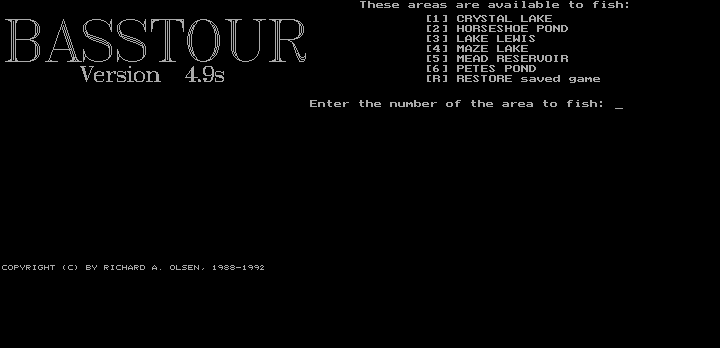 BASSTOUR
Version 4.9s
These areas are available to fish:
[1] CRYSTAL LAKE
[2] HORSESHOE POND
[3] LAKE LEWIS
[4] MAZE LAKE
[5] MEAD RESERVOIR
[6] PETES POND
[R] RESTORE saved game
Enter the number of the area to fish: _
COPYRIGHT (C) BY RICHARD A. OLSEN, 1988-1992